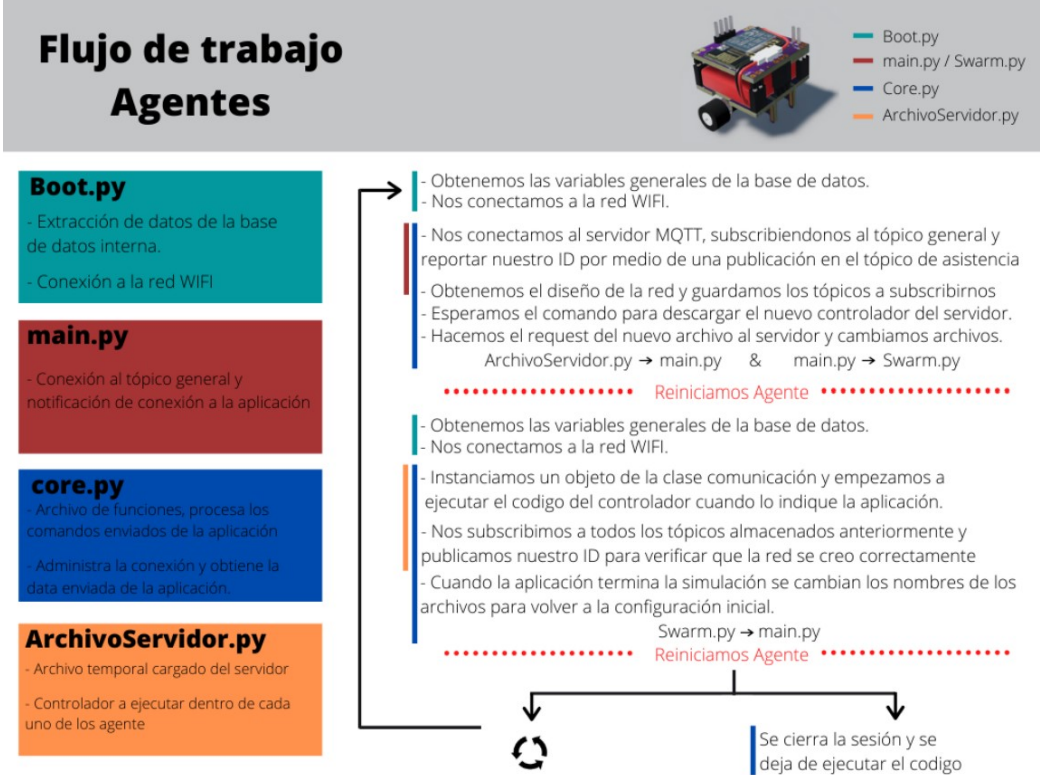 Flujo de trabajo
Agentes
Boot.py
main.py / Swarm.py
Core.py
ArchivoServidor.py
Boot.py
- Extracción de datos de la base
de datos interna.
- Conexión a la red WIFI
main.py
- Conexión al tópico general y
notificación de conexión a la aplicación
core.py
- Archivo de funciones, procesa los
comandos enviados de la aplicación
- Administra la conexión y obtiene la
data enviada de la aplicación.
ArchivoServidor.py
- Archivo temporal cargado del servidor
- Controlador a ejecutar dentro de cada
uno de los agente
- Obtenemos las variables generales de la base de datos.
- Nos conectamos a la red WIFI.
- Nos conectamos al servidor MQTT, subscribiendonos al tópico general y
reportar nuestro ID por medio de una publicación en el tópico de asistencia
- Obtenemos el diseño de la red y guardamos los tópicos a subscribirnos
- Esperamos el comando para descargar el nuevo controlador del servidor.
- Hacemos el request del nuevo archivo al servidor y cambiamos archivos.
ArchivoServidor.py → main.py & main.py → Swarm.py
Reiniciamos Agente
- Obtenemos las variables generales de la base de datos.
- Nos conectamos a la red WIFI.
- Instanciamos un objeto de la clase comunicación y empezamos a
ejecutar el codigo del controlador cuando lo indique la aplicación.
- Nos subscribimos a todos los tópicos almacenados anteriormente y
publicamos nuestro ID para verificar que la red se creo correctamente
- Cuando la aplicación termina la simulación se cambian los nombres de los
archivos para volver a la configuración inicial.
Swarm.py → main.py
Reiniciamos Agente
Se cierra la sesión y se
deja de ejecutar el codigo